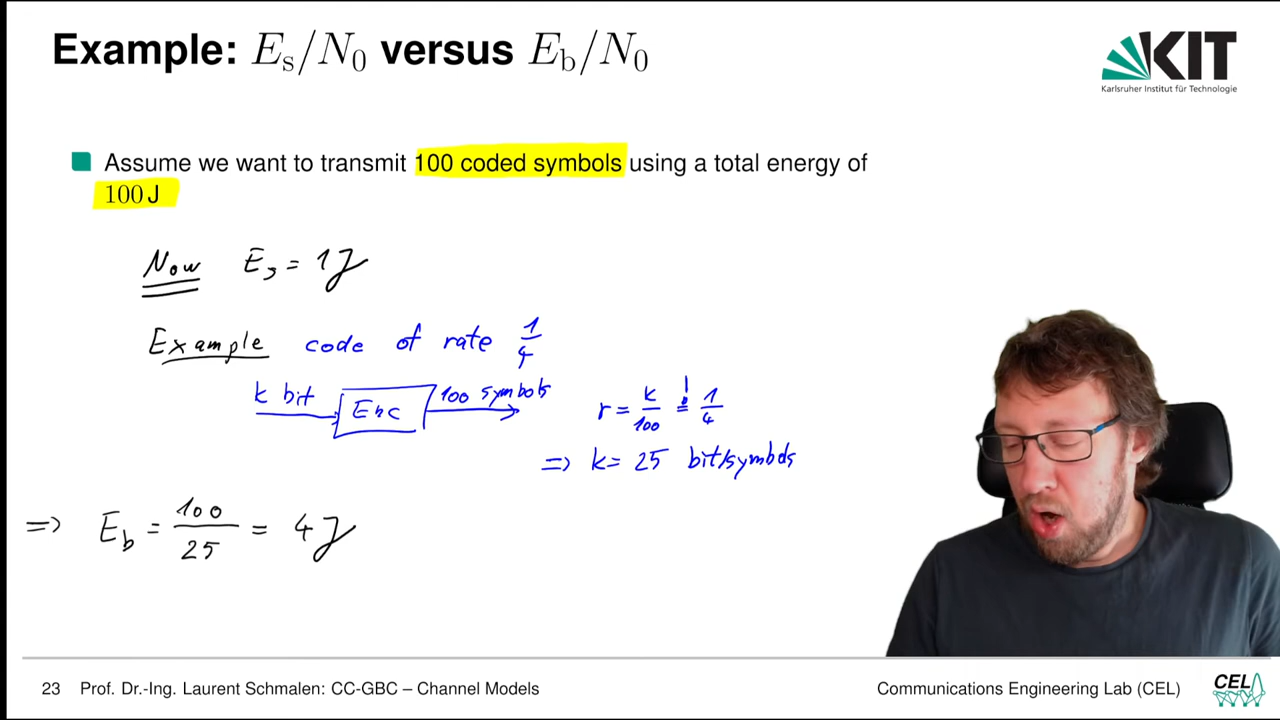 Example: Es/N0 versus Eb/N0
KIT
Karlsruher Institut für Technologie
Assume we want to transmit 100 coded symbols using a total energy of
100 J
Now Es = 1J
Example code of rate 1/4
k bit Enc 100 symbols
r = k/100 =! 1/4
=> k = 25 bit/symbols
=> Eb = 100/25 = 4J
23 Prof. Dr.-Ing. Laurent Schmalen: CC-GBC – Channel Models
Communications Engineering Lab (CEL)
CEL